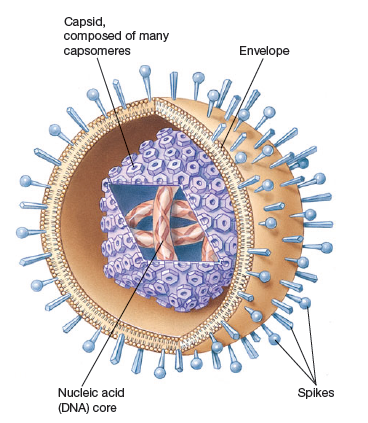 Capsid,
composed of many
capsomeres
Envelope
Nucleic acid
(DNA) core
Spikes